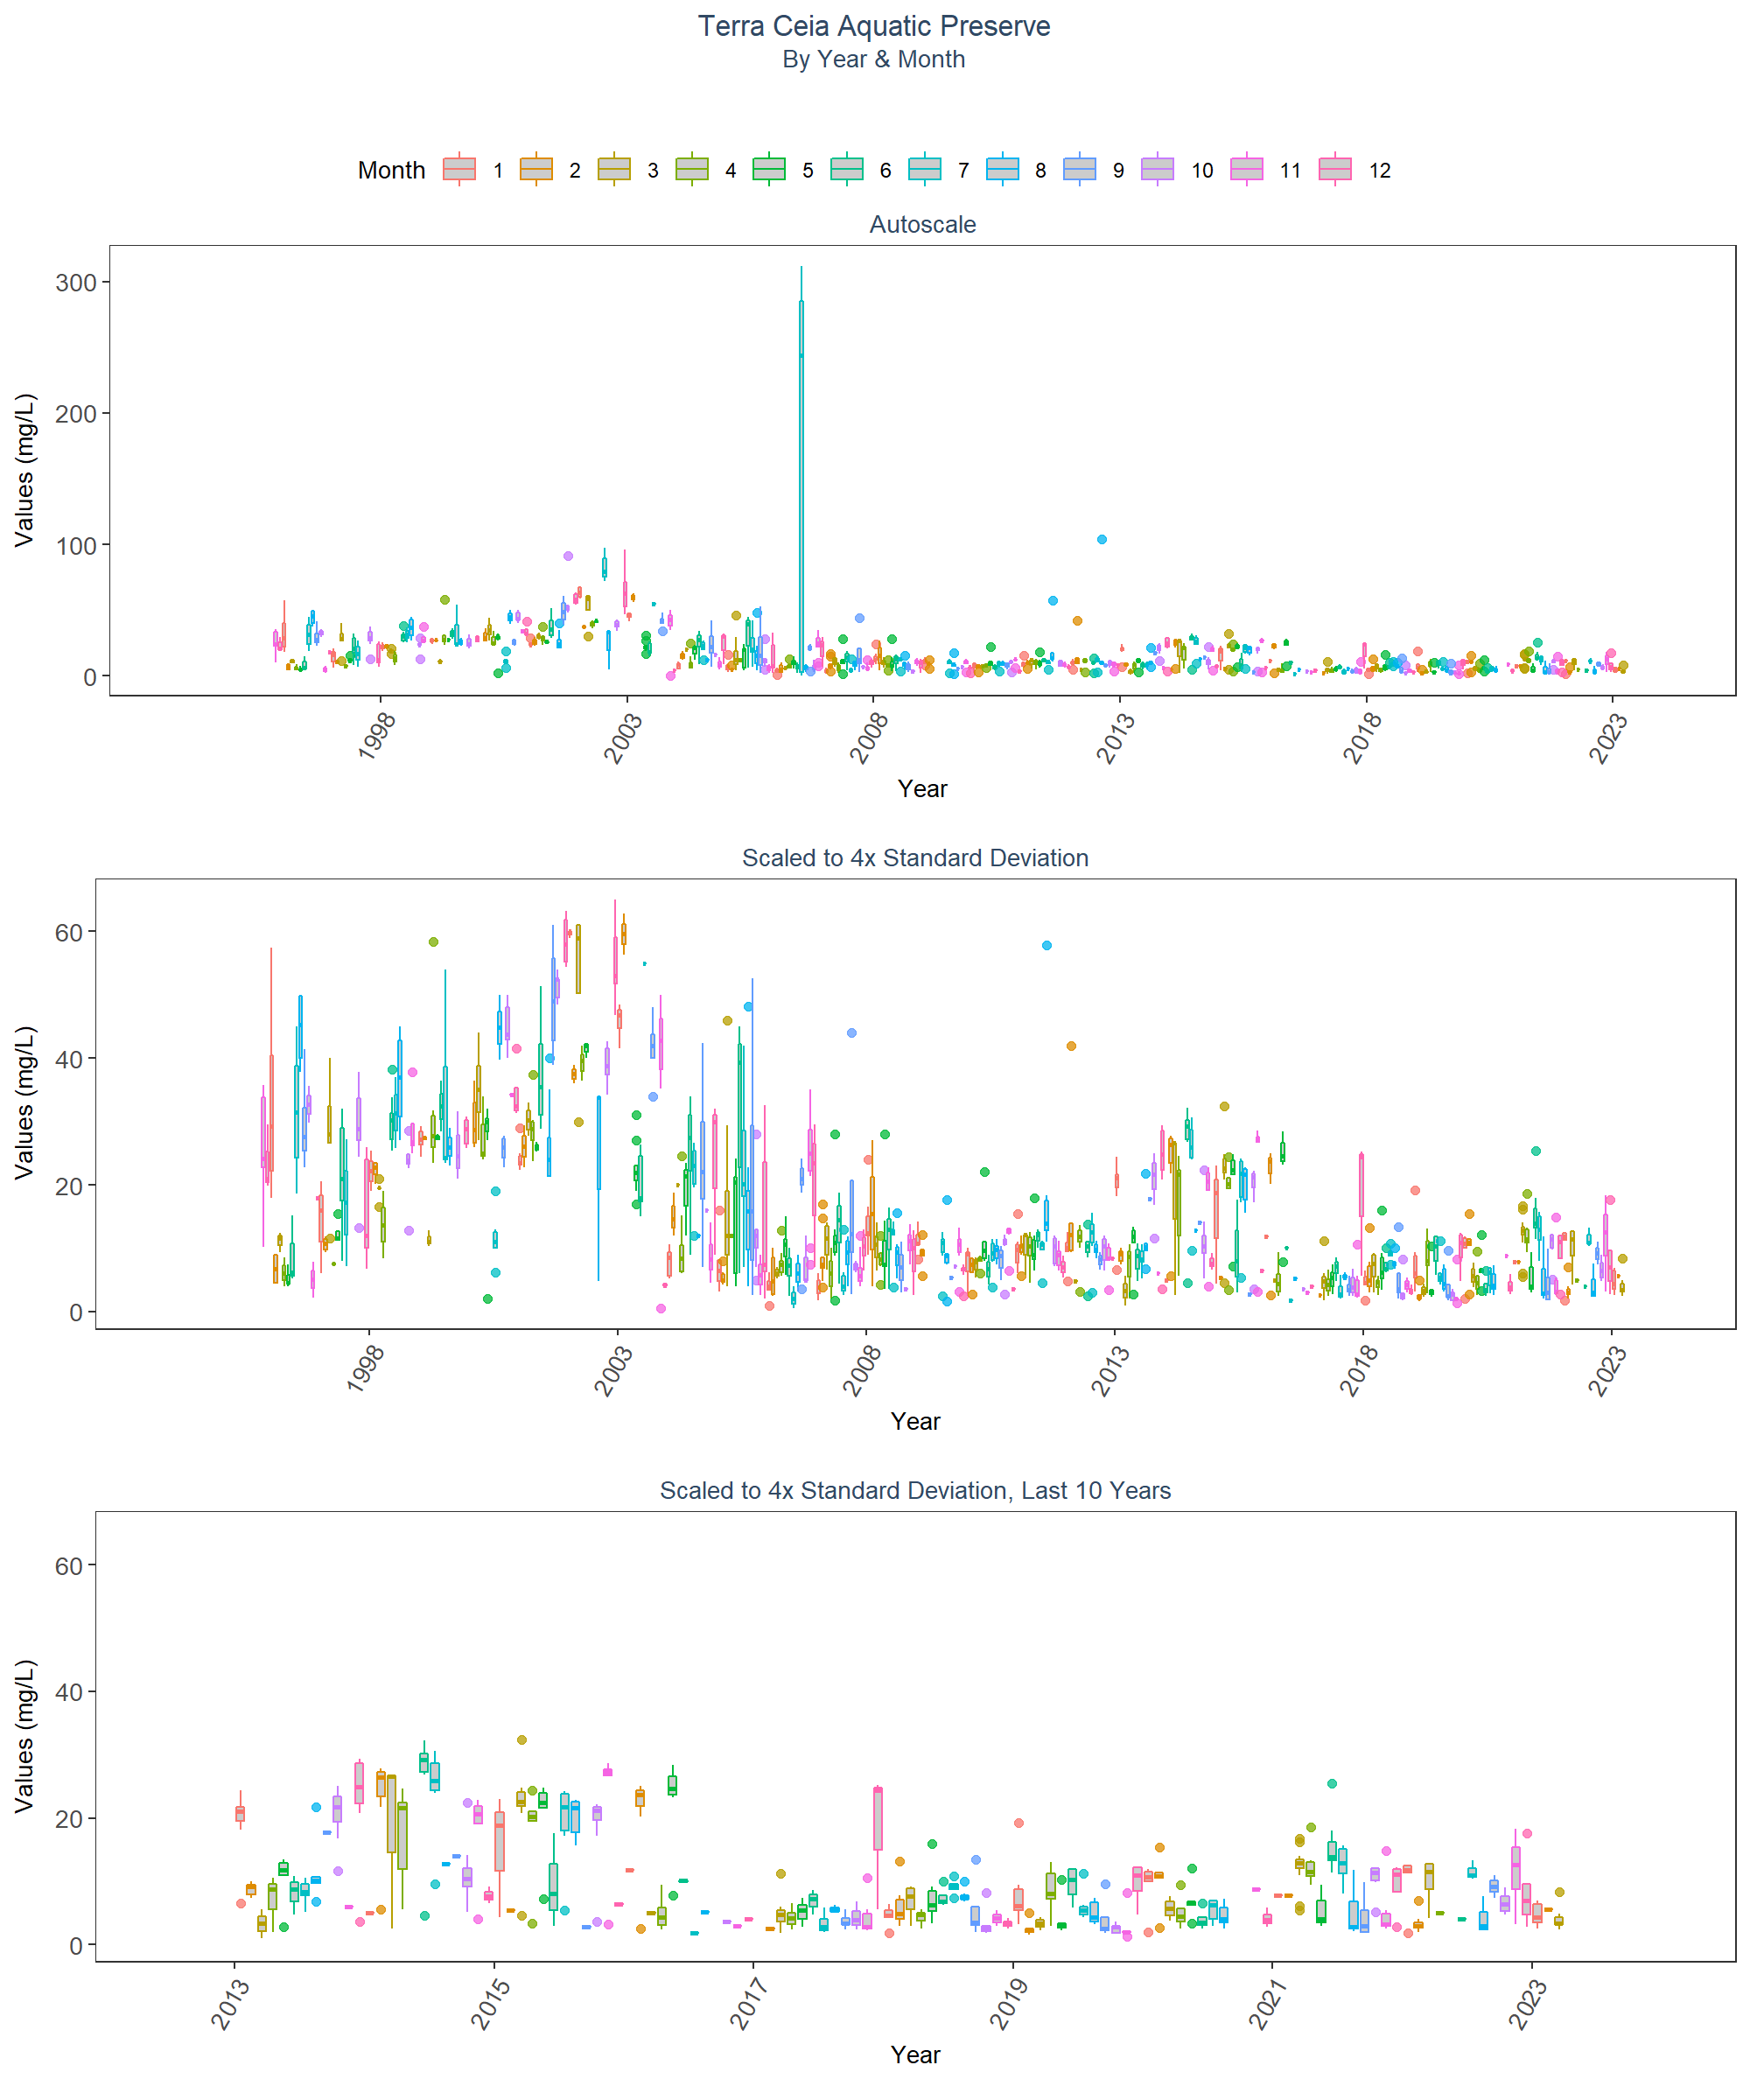 Terra Ceia Aquatic Preserve
By Year & Month
Month 1 2 3 4 5 6 7 8 9 10 11 12
Autoscale
Values (mg/L)
300
200
100
0
1998 2003 2008 2013 2018 2023
Year
Scaled to 4x Standard Deviation
Values (mg/L)
60
40
20
0
1998 2003 2008 2013 2018 2023
Year
Scaled to 4x Standard Deviation, Last 10 Years
Values (mg/L)
60
40
20
0
2013 2015 2017 2019 2021 2023
Year